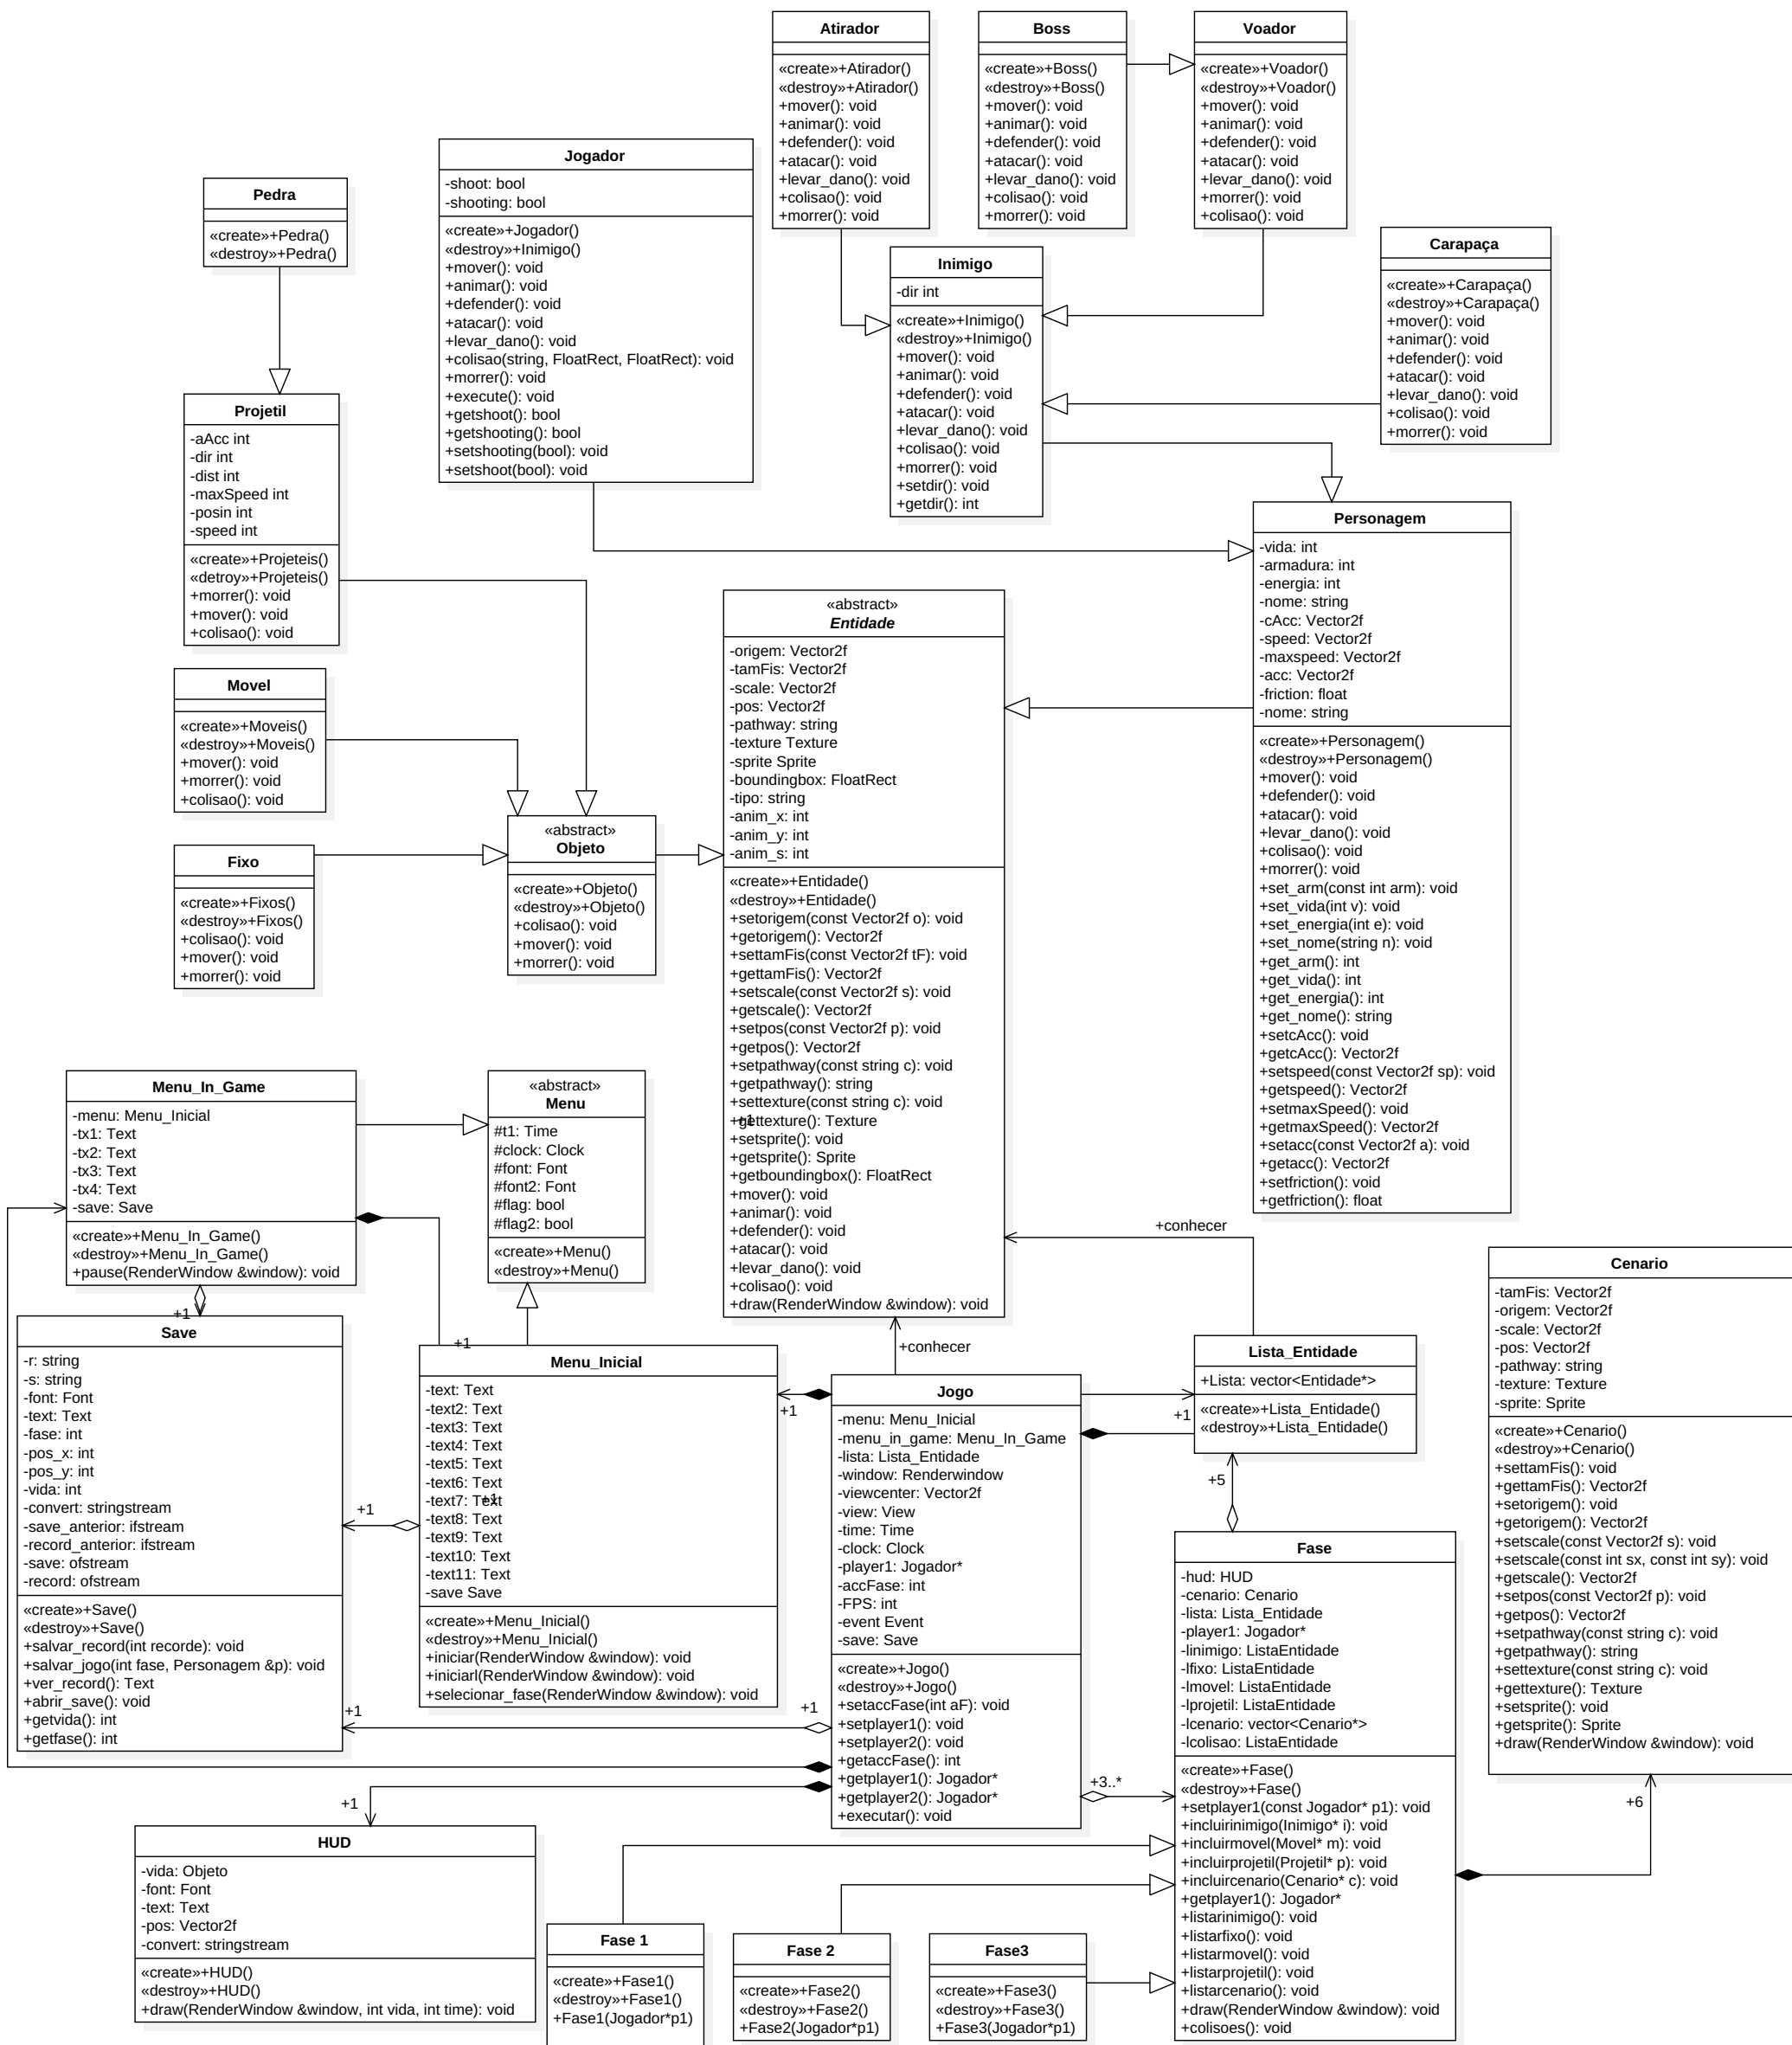 Atirador
«create»+Atirador()
«destroy»+Atirador()
+mover(): void
+animar(): void
+defender(): void
+atacar(): void
+levar_dano(): void
+colisao(): void
+morrer(): void
Boss
«create»+Boss()
«destroy»+Boss()
+mover(): void
+animar(): void
+defender(): void
+atacar(): void
+levar_dano(): void
+colisao(): void
+morrer(): void
Voador
«create»+Voador()
«destroy»+Voador()
+mover(): void
+animar(): void
+defender(): void
+atacar(): void
+levar_dano(): void
+morrer(): void
+colisao(): void
Jogador
-shoot: bool
-shooting: bool
«create»+Jogador()
«destroy»+Inimigo()
+mover(): void
+animar(): void
+defender(): void
+atacar(): void
+levar_dano(): void
+colisao(string, FloatRect, FloatRect): void
+morrer(): void
+execute(): void
+getshoot(): bool
+getshooting(): bool
+setshooting(bool): void
+setshoot(bool): void
Pedra
«create»+Pedra()
«destroy»+Pedra()
Inimigo
-dir int
«create»+Inimigo()
«destroy»+Inimigo()
+mover(): void
+animar(): void
+defender(): void
+atacar(): void
+levar_dano(): void
+colisao(): void
+morrer(): void
+setdir(): void
+getdir(): int
Carapaça
«create»+Carapaça()
«destroy»+Carapaça()
+mover(): void
+animar(): void
+defender(): void
+atacar(): void
+levar_dano(): void
+colisao(): void
+morrer(): void
Projetil
-aAcc int
-dir int
-dist int
-maxSpeed int
-posin int
-speed int
«create»+Projeteis()
«detroy»+Projeteis()
+morrer(): void
+mover(): void
+colisao(): void
Personagem
-vida: int
-armadura: int
-energia: int
-nome: string
-cAcc: Vector2f
-speed: Vector2f
-maxspeed: Vector2f
-acc: Vector2f
-friction: float
-nome: string
«create»+Personagem()
«destroy»+Personagem()
+mover(): void
+defender(): void
+atacar(): void
+levar_dano(): void
+colisao(): void
+morrer(): void
+set_arm(const int arm): void
+set_vida(int v): void
+set_energia(int e): void
+set_nome(string n): void
+get_arm(): int
+get_vida(): int
+get_energia(): int
+get_nome(): string
+setcAcc(): void
+getcAcc(): Vector2f
+setspeed(const Vector2f sp): void
+getspeed(): Vector2f
+setmaxSpeed(): void
+getmaxSpeed(): Vector2f
+setacc(const Vector2f a): void
+getacc(): Vector2f
+setfriction(): void
+getfriction(): float
«abstract»
Entidade
-origem: Vector2f
-tamFis: Vector2f
-scale: Vector2f
-pos: Vector2f
-pathway: string
-texture Texture
-sprite Sprite
-boundingbox: FloatRect
-tipo: string
-anim_x: int
-anim_y: int
-anim_s: int
«create»+Entidade()
«destroy»+Entidade()
+setorigem(const Vector2f o): void
+getorigem(): Vector2f
+settamFis(const Vector2f tF): void
+gettamFis(): Vector2f
+setscale(const Vector2f s): void
+getscale(): Vector2f
+setpos(const Vector2f p): void
+getpos(): Vector2f
+setpathway(const string c): void
+getpathway(): string
+settexture(const string c): void
+gettexture(): Texture
+1
+setsprite(): void
+getsprite(): Sprite
+getboundingbox(): FloatRect
+mover(): void
+animar(): void
+defender(): void
+atacar(): void
+levar_dano(): void
+colisao(): void
+draw(RenderWindow &window): void
Movel
«create»+Moveis()
«destroy»+Moveis()
+mover(): void
+morrer(): void
+colisao(): void
Fixo
«create»+Fixos()
«destroy»+Fixos()
+colisao(): void
+mover(): void
+morrer(): void
«abstract»
Objeto
«create»+Objeto()
«destroy»+Objeto()
+colisao(): void
+mover(): void
+morrer(): void
Menu_In_Game
-menu: Menu_Inicial
-tx1: Text
-tx2: Text
-tx3: Text
-tx4: Text
-save: Save
«create»+Menu_In_Game()
«destroy»+Menu_In_Game()
+pause(RenderWindow &window): void
«abstract»
Menu
#t1: Time
#clock: Clock
#font: Font
#font2: Font
#flag: bool
#flag2: bool
«create»+Menu()
«destroy»+Menu()
+conhecer
+1
Save
-r: string
-s: string
-font: Font
-text: Text
-fase: int
-pos_x: int
-pos_y: int
-vida: int
-convert: stringstream
-save_anterior: ifstream
-record_anterior: ifstream
-save: ofstream
-record: ofstream
«create»+Save()
«destroy»+Save()
+salvar_record(int recorde): void
+salvar_jogo(int fase, Personagem &p): void
+ver_record(): Text
+abrir_save(): void
+getvida(): int
+getfase(): int
+1
+1
+1
Menu_Inicial
-text: Text
-text2: Text
-text3: Text
-text4: Text
-text5: Text
-text6: Text
-text7: Text
+1
-text8: Text
-text9: Text
-text10: Text
-text11: Text
-save Save
«create»+Menu_Inicial()
«destroy»+Menu_Inicial()
+iniciar(RenderWindow &window): void
+iniciarl(RenderWindow &window): void
+selecionar_fase(RenderWindow &window): void
+1
+1
+conhecer
Jogo
-menu: Menu_Inicial
-menu_in_game: Menu_In_Game
-lista: Lista_Entidade
-window: Renderwindow
-viewcenter: Vector2f
-view: View
-time: Time
-clock: Clock
-player1: Jogador*
-accFase: int
-FPS: int
-event Event
-save: Save
«create»+Jogo()
«destroy»+Jogo()
+setaccFase(int aF): void
+setplayer1(): void
+setplayer2(): void
+getaccFase(): int
+getplayer1(): Jogador*
+getplayer2(): Jogador*
+executar(): void
Lista_Entidade
+Lista: vector<Entidade*>
«create»+Lista_Entidade()
«destroy»+Lista_Entidade()
+1
+5
+3..*
Fase
-hud: HUD
-cenario: Cenario
-lista: Lista_Entidade
-player1: Jogador*
-linimigo: ListaEntidade
-lfixo: ListaEntidade
-lmovel: ListaEntidade
-lprojetil: ListaEntidade
-lcenario: vector<Cenario*>
-lcolisao: ListaEntidade
«create»+Fase()
«destroy»+Fase()
+setplayer1(const Jogador* p1): void
+incluirinimigo(Inimigo* i): void
+incluirmovel(Movel* m): void
+incluirprojetil(Projetil* p): void
+incluircenario(Cenario* c): void
+getplayer1(): Jogador*
+listarinimigo(): void
+listarfixo(): void
+listarmovel(): void
+listarprojetil(): void
+listarcenario(): void
+draw(RenderWindow &window): void
+colisoes(): void
Cenario
-tamFis: Vector2f
-origem: Vector2f
-scale: Vector2f
-pos: Vector2f
-pathway: string
-texture: Texture
-sprite: Sprite
«create»+Cenario()
«destroy»+Cenario()
+settamFis(): void
+gettamFis(): Vector2f
+setorigem(): void
+getorigem(): Vector2f
+setscale(const Vector2f s): void
+setscale(const int sx, const int sy): void
+getscale(): Vector2f
+setpos(const Vector2f p): void
+getpos(): Vector2f
+setpathway(const string c): void
+getpathway(): string
+settexture(const string c): void
+gettexture(): Texture
+setsprite(): void
+getsprite(): Sprite
+draw(RenderWindow &window): void
+6
+1
HUD
-vida: Objeto
-font: Font
-text: Text
-pos: Vector2f
-convert: stringstream
«create»+HUD()
«destroy»+HUD()
+draw(RenderWindow &window, int vida, int time): void
Fase 1
«create»+Fase1()
«destroy»+Fase1()
+Fase1(Jogador*p1)
Fase 2
«create»+Fase2()
«destroy»+Fase2()
+Fase2(Jogador*p1)
Fase3
«create»+Fase3()
«destroy»+Fase3()
+Fase3(Jogador*p1)